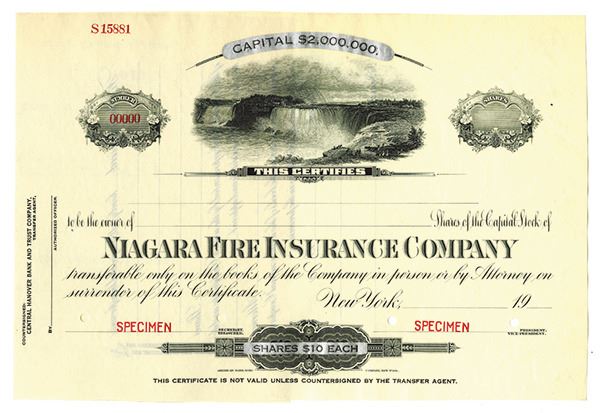 S 15881
CAPITAL $2,000,000.
NUMBER
00000
SHARES
THIS CERTIFIES
to be the owner of Shares of the Capital Stock of
NIAGARA FIRE INSURANCE COMPANY
transferable only on the books of the Company in person or by Attorney on
surrender of this Certificate. New York, 19
SPECIMEN SPECIMEN
SECRETARY. PRESIDENT.
TREASURER. VICE-PRESIDENT.
SHARES $10 EACH
THIS CERTIFICATE IS NOT VALID UNLESS COUNTERSIGNED BY THE TRANSFER AGENT.
COUNTERSIGNED:
CENTRAL HANOVER BANK AND TRUST COMPANY,
TRANSFER AGENT.
BY
AUTHORIZED OFFICER.